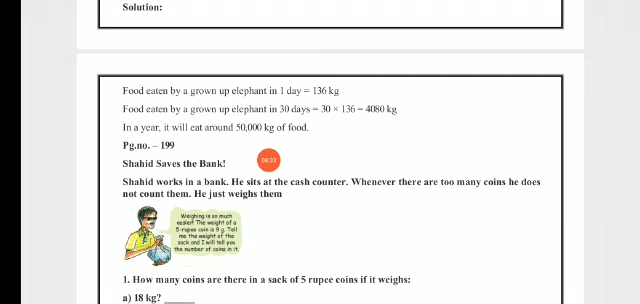 Solution:
Food eaten by a grown up elephant in 1 day = 136 kg
Food eaten by a grown up elephant in 30 days = 30 × 136 = 4080 kg
In a year, it will eat around 50,000 kg of food.
Pg.no. – 199
Shahid Saves the Bank!
Shahid works in a bank. He sits at the cash counter. Whenever there are too many coins he does
not count them. He just weighs them
Weighing is so much
easier! The weight of a
5-rupee coin is 9 g. Tell
me the weight of the
sack and I will tell you
the number of coins in it.
1. How many coins are there in a sack of 5 rupee coins if it weighs:
a) 18 kg? ______